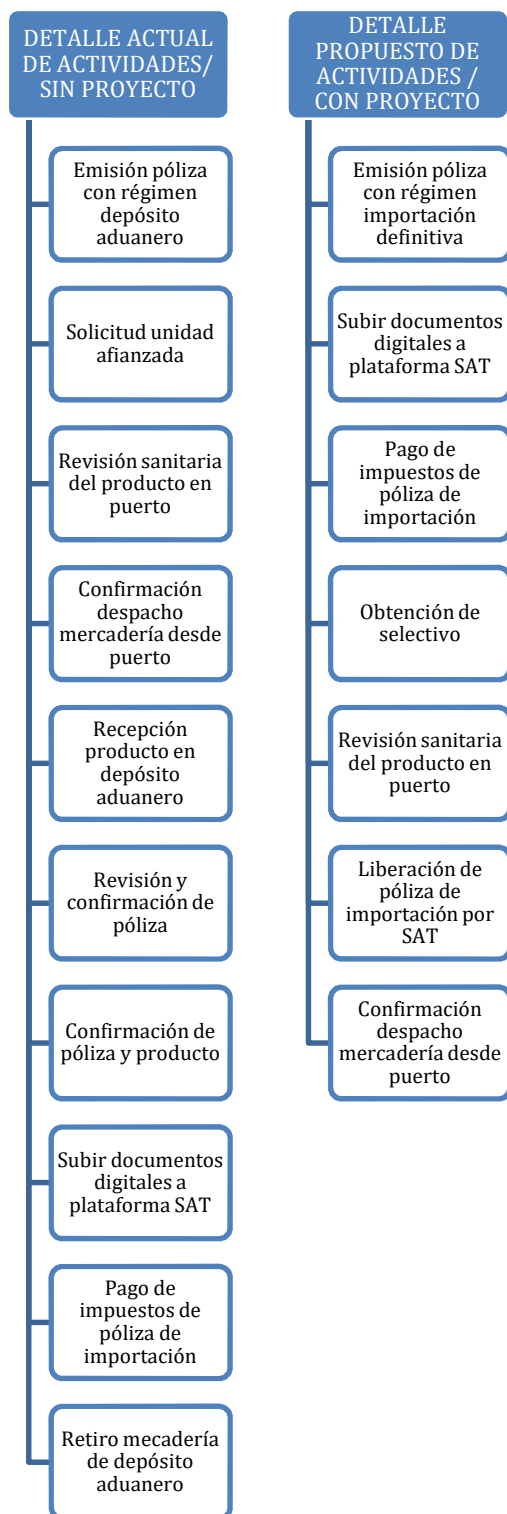 DETALLE ACTUAL
DE ACTIVIDADES/
SIN PROYECTO
Emisión póliza
con régimen
depósito
aduanero
Solicitud unidad
afianzada
Revisión sanitaria
del producto en
puerto
Confirmación
despacho
mercadería desde
puerto
Recepción
producto en
depósito
aduanero
Revisión y
confirmación de
póliza
Confirmación de
póliza y producto
Subir documentos
digitales a
plataforma SAT
Pago de
impuestos de
póliza de
importación
Retiro mecadería
de depósito
aduanero
DETALLE
PROPUESTO DE
ACTIVIDADES /
CON PROYECTO
Emisión póliza
con régimen
importación
definitiva
Subir documentos
digitales a
plataforma SAT
Pago de
impuestos de
póliza de
importación
Obtención de
selectivo
Revisión sanitaria
del producto en
puerto
Liberación de
póliza de
importación por
SAT
Confirmación
despacho
mercadería desde
puerto